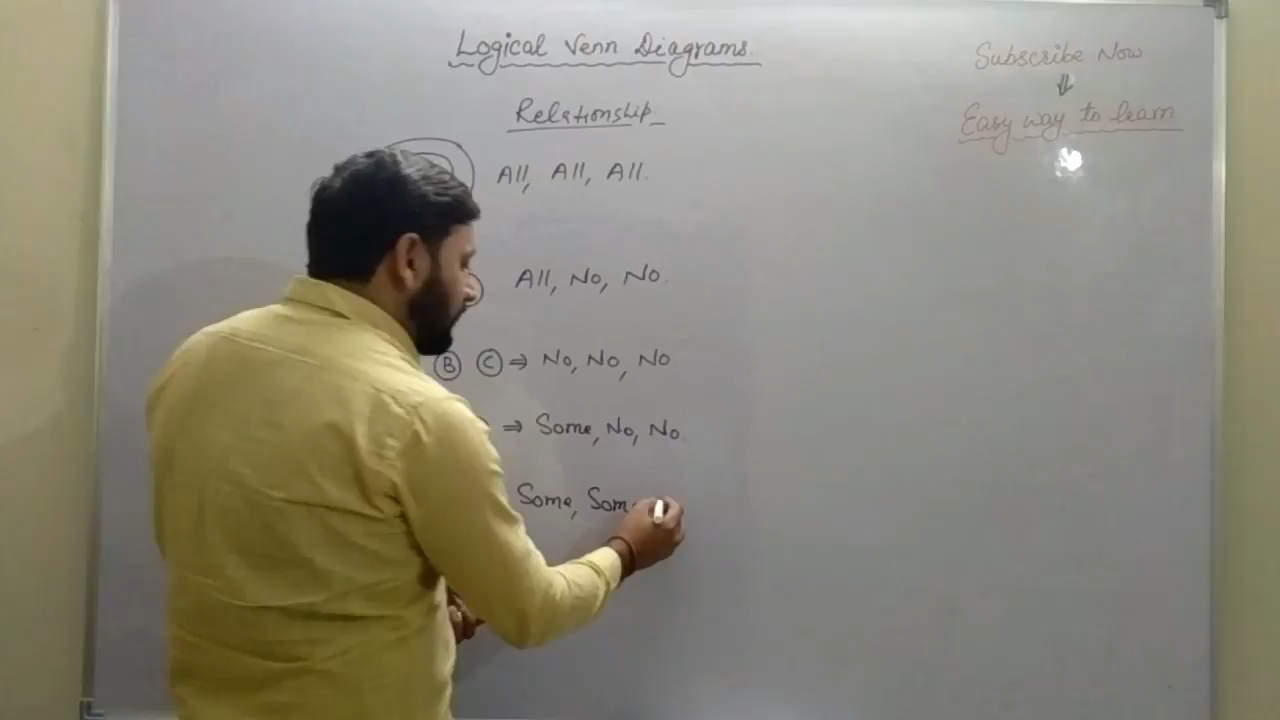 Logical Venn Diagrams.
Subscribe Now
⇓
Easy way to learn
Relationship
All, All, All.
All, No, No.
B C ⇒ No, No, No
⇒ Some, No, No.
Some, Som